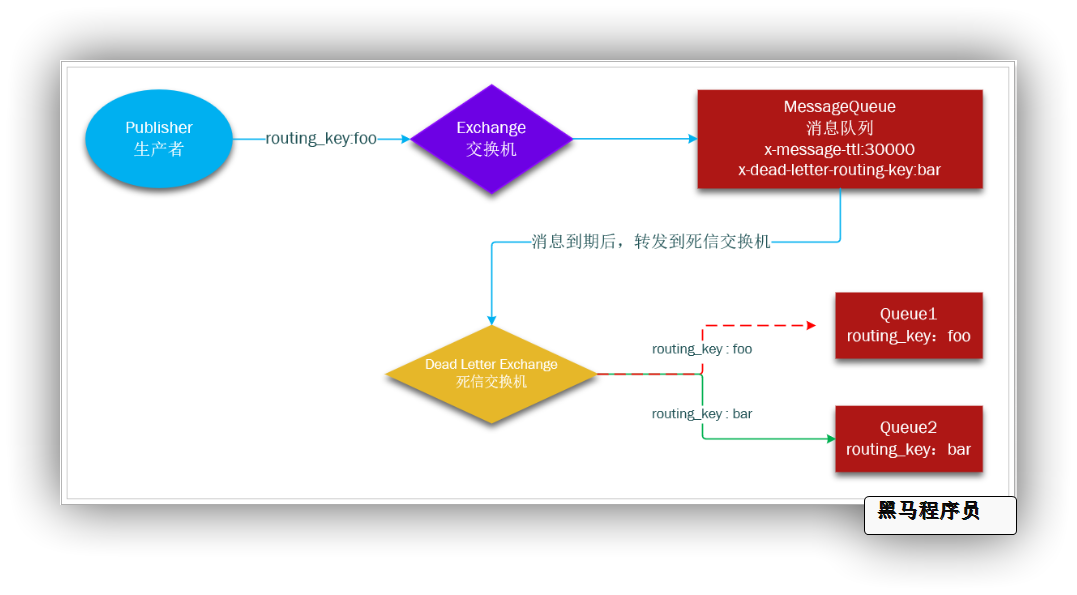 Publisher
生产者
routing_key:foo
Exchange
交换机
MessageQueue
消息队列
x-message-ttl:30000
x-dead-letter-routing-key:bar
消息到期后，转发到死信交换机
Dead Letter Exchange
死信交换机
routing_key : foo
Queue1
routing_key：foo
routing_key : bar
Queue2
routing_key：bar
黑马程序员